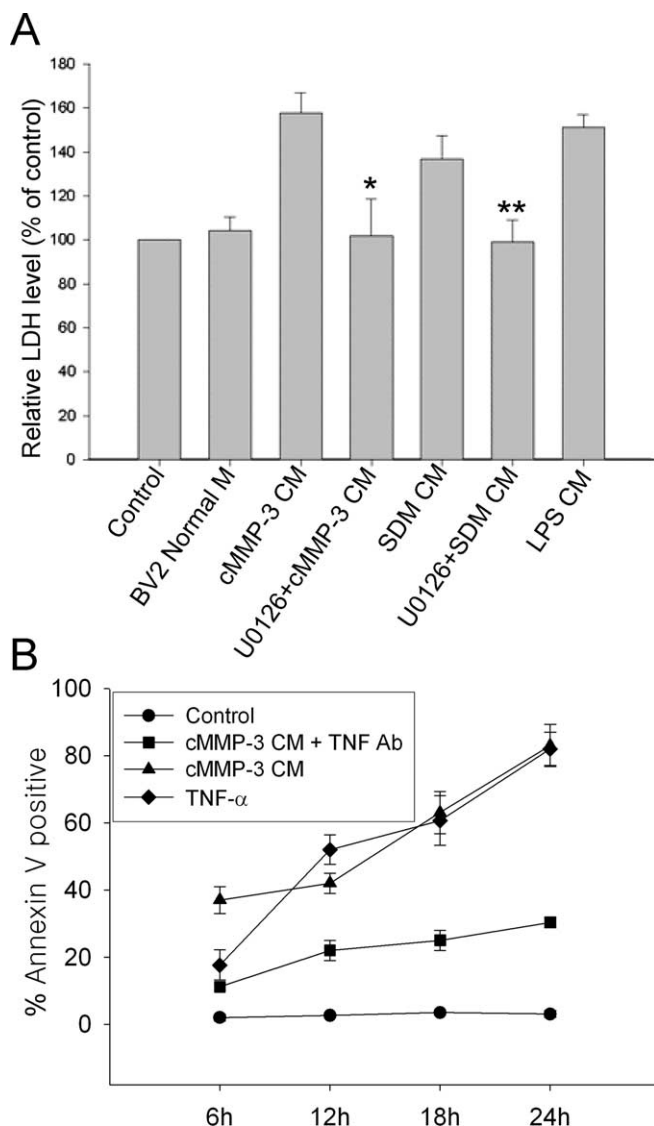 A
Relative LDH level (% of control)
180
160
140
120
100
80
60
40
20
0
*
**
Control
BV2 Normal M
cMMP-3 CM
U0126+cMMP-3 CM
SDM CM
U0126+SDM CM
LPS CM
B
% Annexin V positive
100
80
60
40
20
0
Control
cMMP-3 CM + TNF Ab
cMMP-3 CM
TNF-α
6h 12h 18h 24h